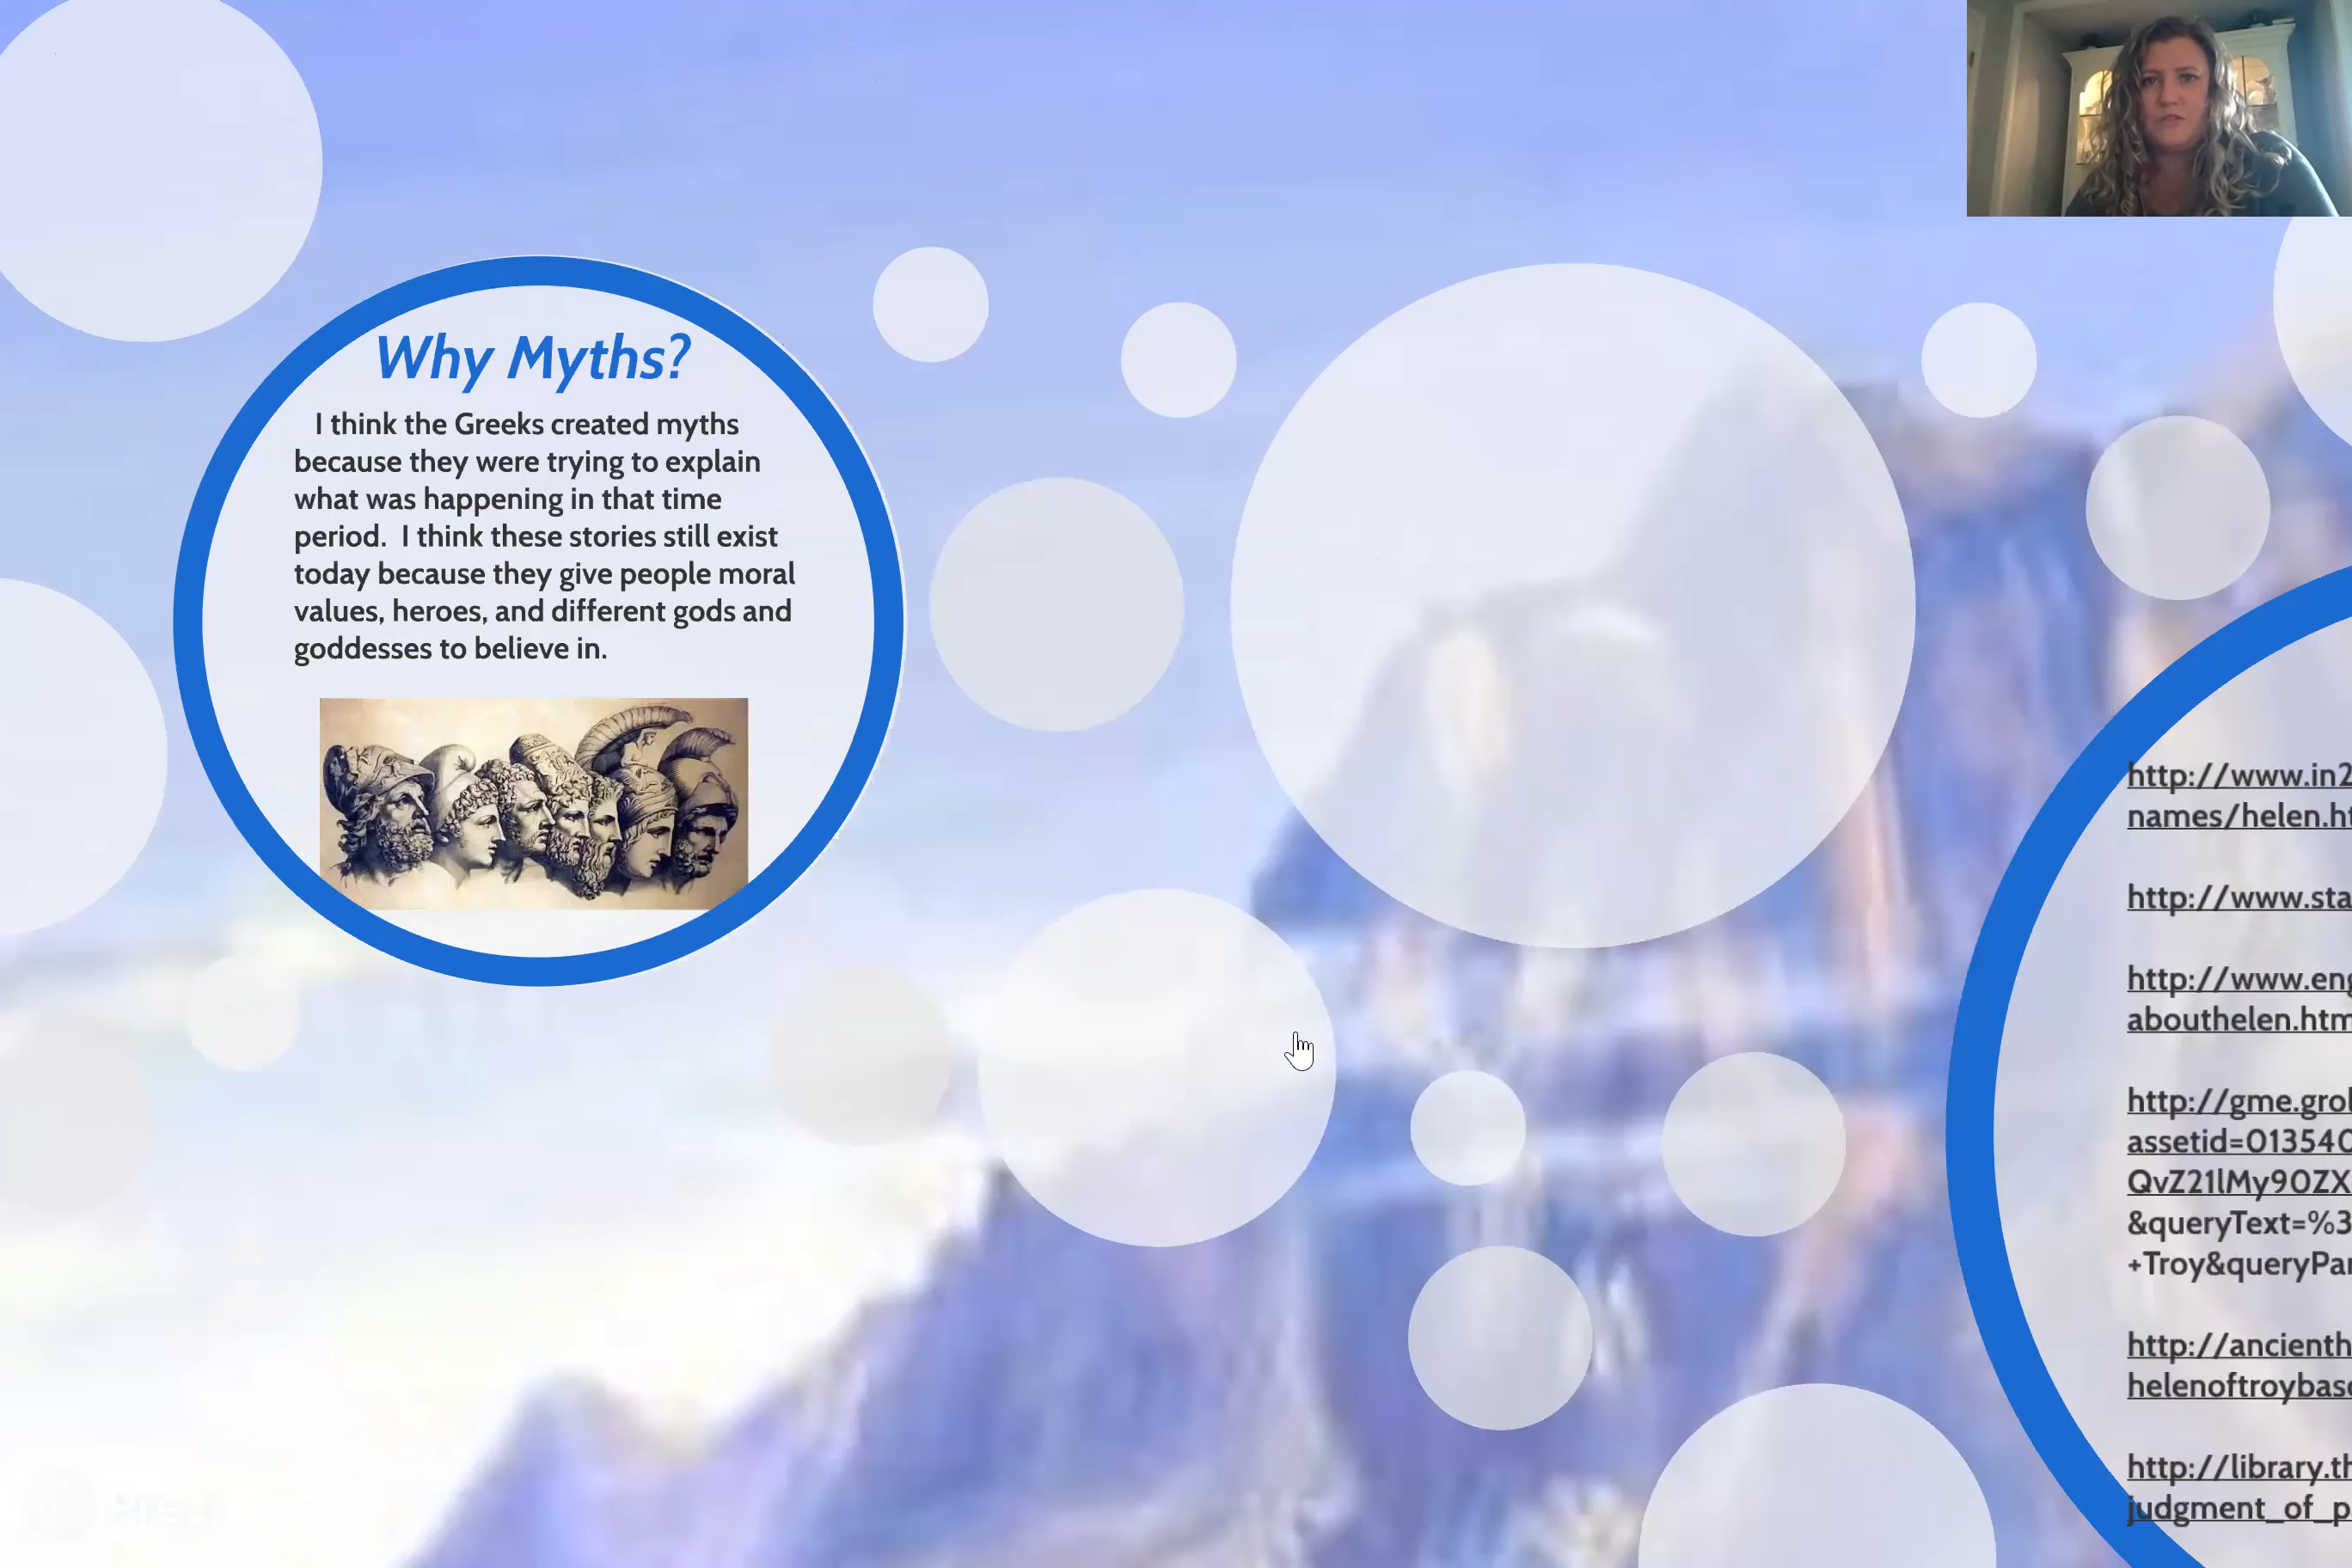 Why Myths?
I think the Greeks created myths
because they were trying to explain
what was happening in that time
period.  I think these stories still exist
today because they give people moral
values, heroes, and different gods and
goddesses to believe in.
http://www.in2
names/helen.ht
http://www.sta
http://www.eng
abouthelen.htm
http://gme.grol
assetid=013540
QvZ21lMy90ZX
&queryText=%3
+Troy&queryPar
http://ancienth
helenoftroybase
http://library.th
judgment_of_p
Prezi